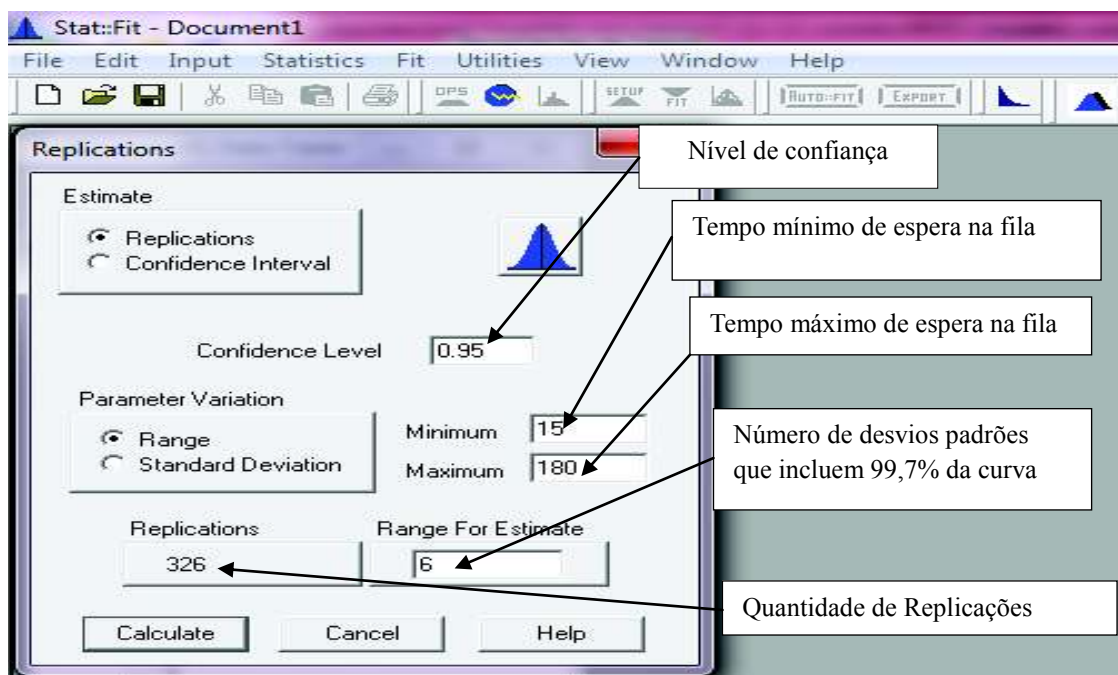 Stat::Fit - Document1
File Edit Input Statistics Fit Utilities View Window Help
DPS SETUP FIT AUTO::FIT EXPORT
Replications
Nível de confiança
Estimate
Replications
Confidence Interval
Tempo mínimo de espera na fila
Tempo máximo de espera na fila
Confidence Level 0.95
Parameter Variation
Range
Standard Deviation
Minimum 15
Maximum 180
Número de desvios padrões
que incluem 99,7% da curva
Replications Range For Estimate
326 6
Quantidade de Replicações
Calculate Cancel Help